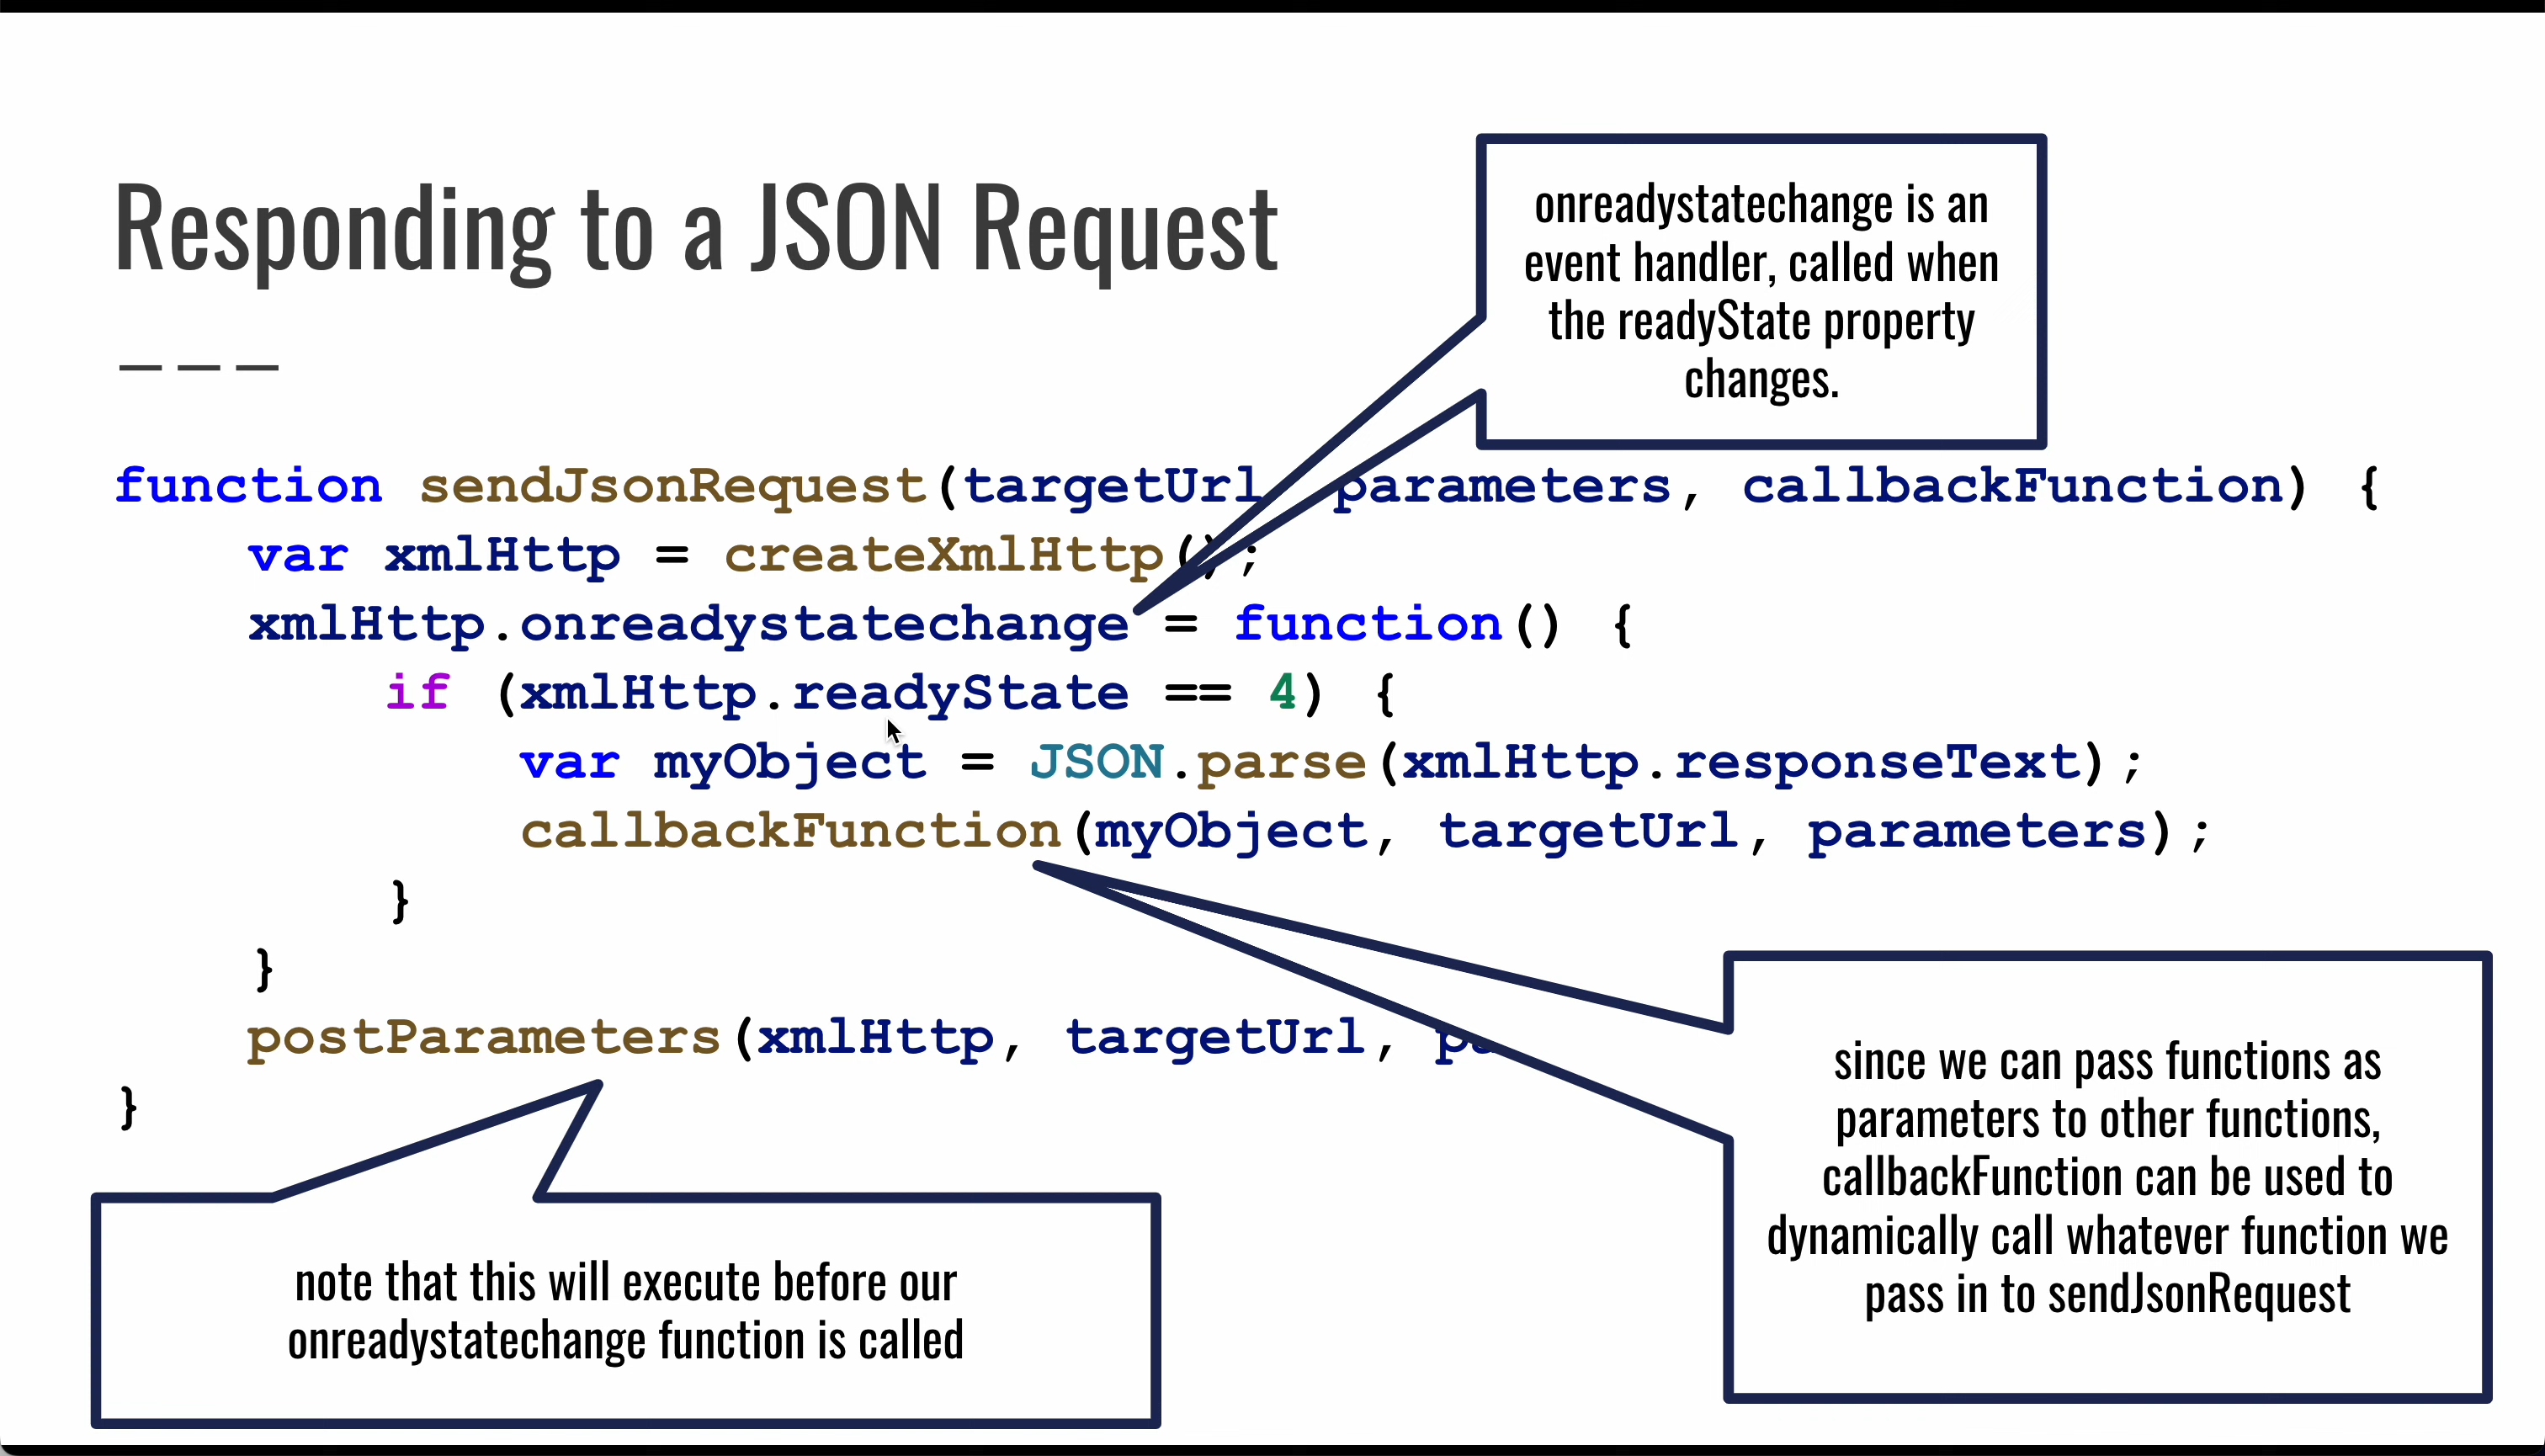 Responding to a JSON Request
onreadystatechange is an
event handler, called when
the readyState property
changes.
function sendJsonRequest(targetUrl parameters, callbackFunction) {
var xmlHttp = createXmlHttp();
xmlHttp.onreadystatechange = function() {
if (xmlHttp.readyState == 4) {
var myObject = JSON.parse(xmlHttp.responseText);
callbackFunction(myObject, targetUrl, parameters);
}
}
postParameters(xmlHttp, targetUrl,
}
since we can pass functions as
parameters to other functions,
callbackFunction can be used to
dynamically call whatever function we
pass in to sendJsonRequest
note that this will execute before our
onreadystatechange function is called